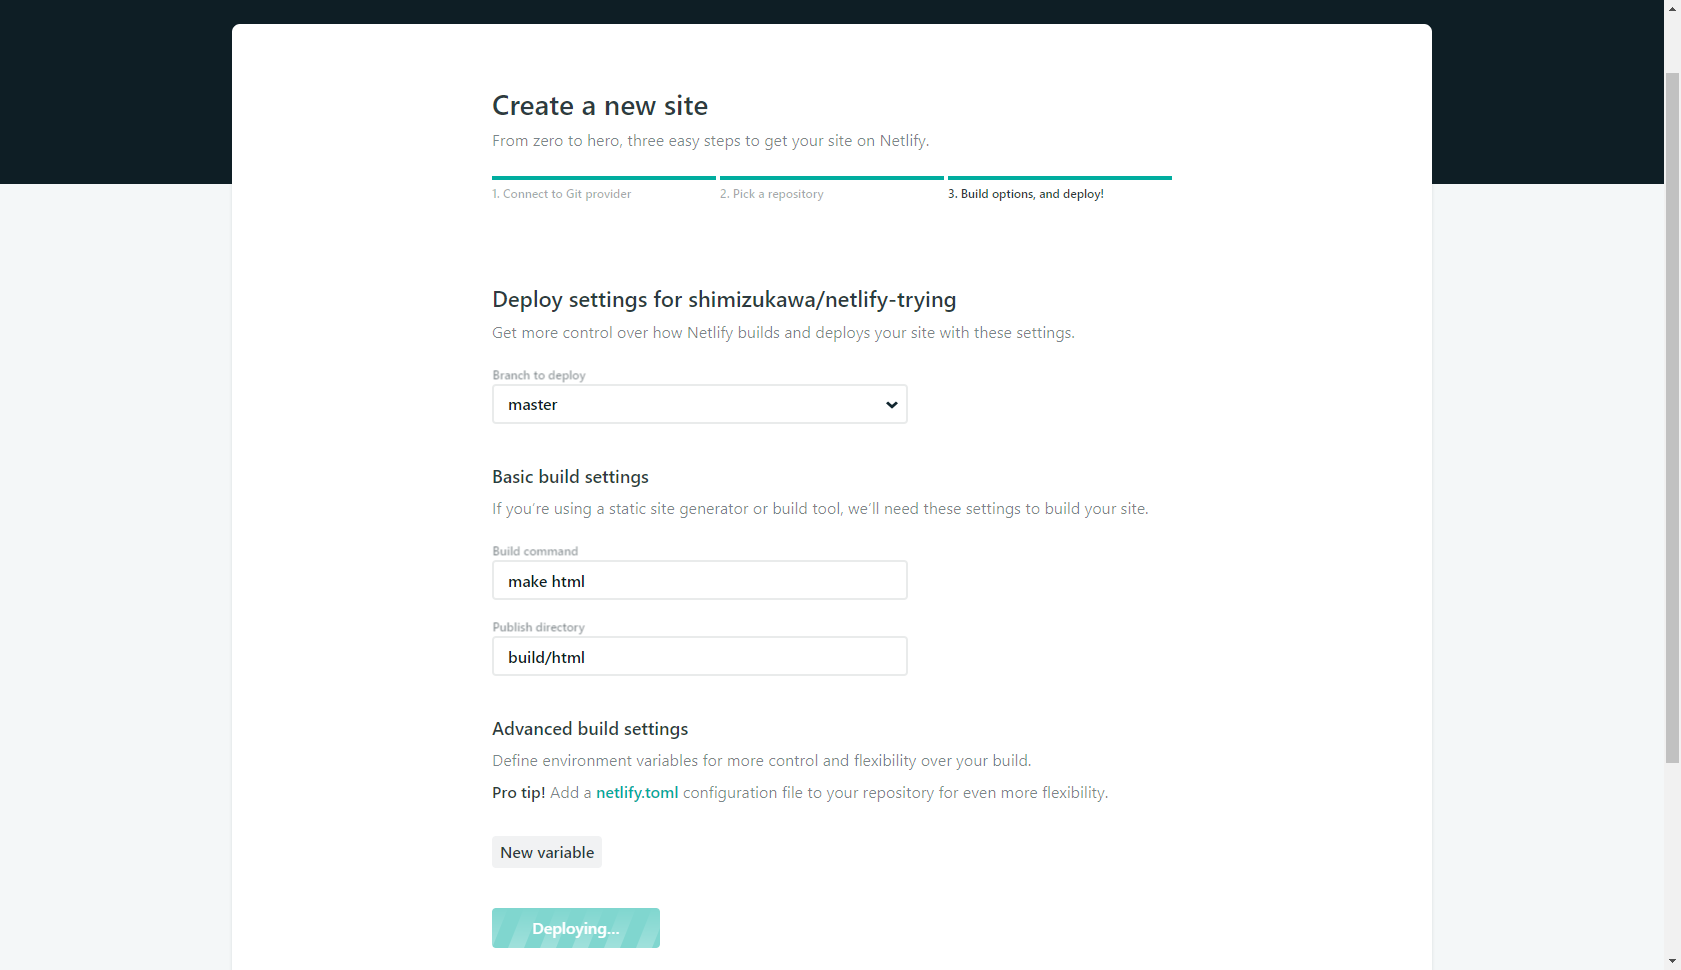 Create a new site
From zero to hero, three easy steps to get your site on Netlify.
1. Connect to Git provider
2. Pick a repository
3. Build options, and deploy!
Deploy settings for shimizukawa/netlify-trying
Get more control over how Netlify builds and deploys your site with these settings.
Branch to deploy
master
Basic build settings
If you’re using a static site generator or build tool, we’ll need these settings to build your site.
Build command
make html
Publish directory
build/html
Advanced build settings
Define environment variables for more control and flexibility over your build.
Pro tip! Add a netlify.toml configuration file to your repository for even more flexibility.
New variable
Deploying...